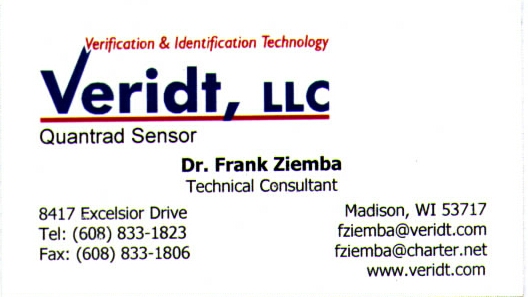 Verification & Identification Technology
Veridt, LLC
Quantrad Sensor
Dr. Frank Ziemba
Technical Consultant
8417 Excelsior Drive
Tel: (608) 833-1823
Fax: (608) 833-1806
Madison, WI 53717
fziemba@veridt.com
fziemba@charter.net
www.veridt.com